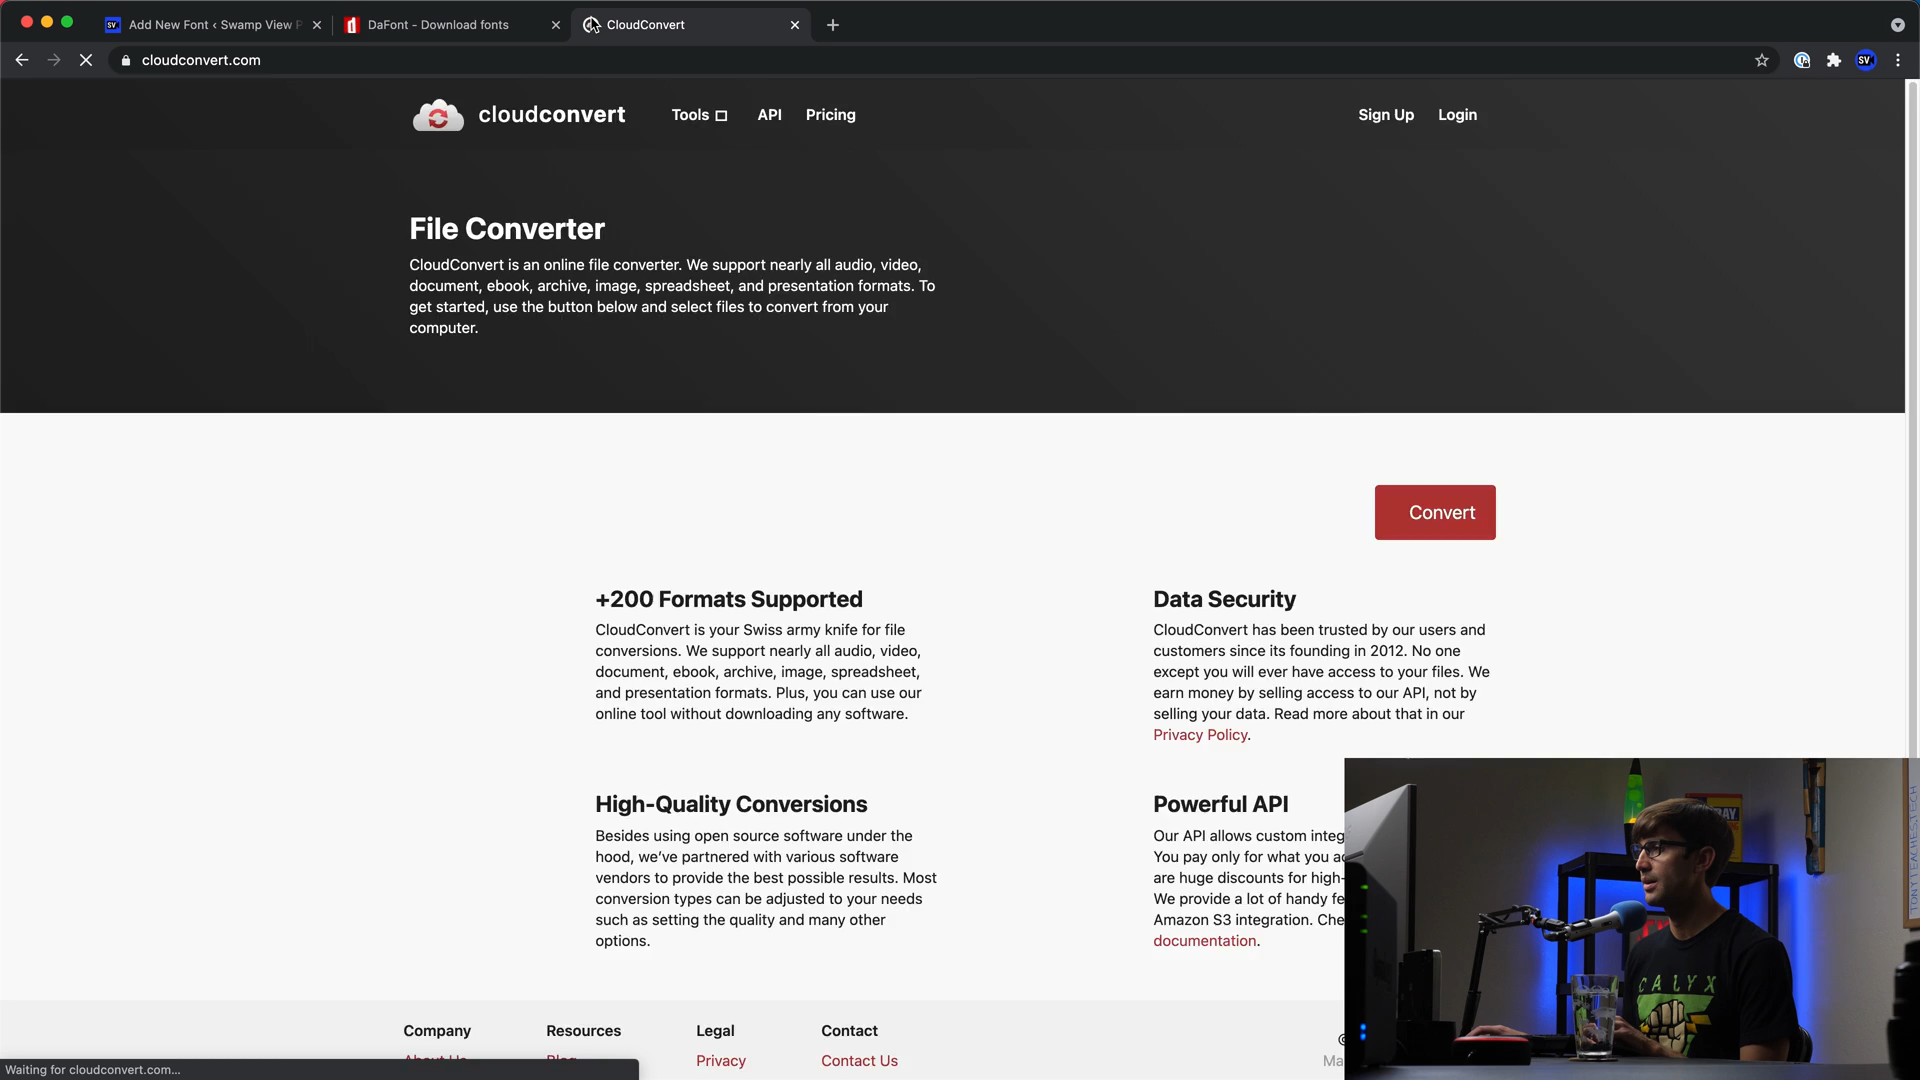 SV Add New Font ‹ Swamp View P
DaFont - Download fonts
CloudConvert
cloudconvert.com
SV
cloudconvert
Tools
API
Pricing
Sign Up
Login
File Converter
CloudConvert is an online file converter. We support nearly all audio, video,
document, ebook, archive, image, spreadsheet, and presentation formats. To
get started, use the button below and select files to convert from your
computer.
Convert
+200 Formats Supported
CloudConvert is your Swiss army knife for file
conversions. We support nearly all audio, video,
document, ebook, archive, image, spreadsheet,
and presentation formats. Plus, you can use our
online tool without downloading any software.
Data Security
CloudConvert has been trusted by our users and
customers since its founding in 2012. No one
except you will ever have access to your files. We
earn money by selling access to our API, not by
selling your data. Read more about that in our
Privacy Policy.
High-Quality Conversions
Besides using open source software under the
hood, we've partnered with various software
vendors to provide the best possible results. Most
conversion types can be adjusted to your needs
such as setting the quality and many other
options.
Powerful API
Our API allows custom integ
You pay only for what you ac
are huge discounts for high-
We provide a lot of handy fe
Amazon S3 integration. Che
documentation.
CALYX
TONYTEACHES.TECH
Company
Resources
Legal
Contact
About Us
Blog
Privacy
Contact Us
Ma
Waiting for cloudconvert.com...